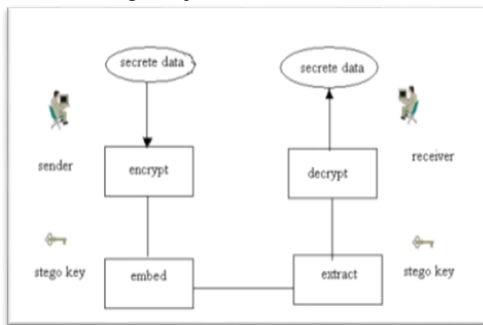 secrete data
secrete data
sender
encrypt
decrypt
receiver
stego key
embed
extract
stego key